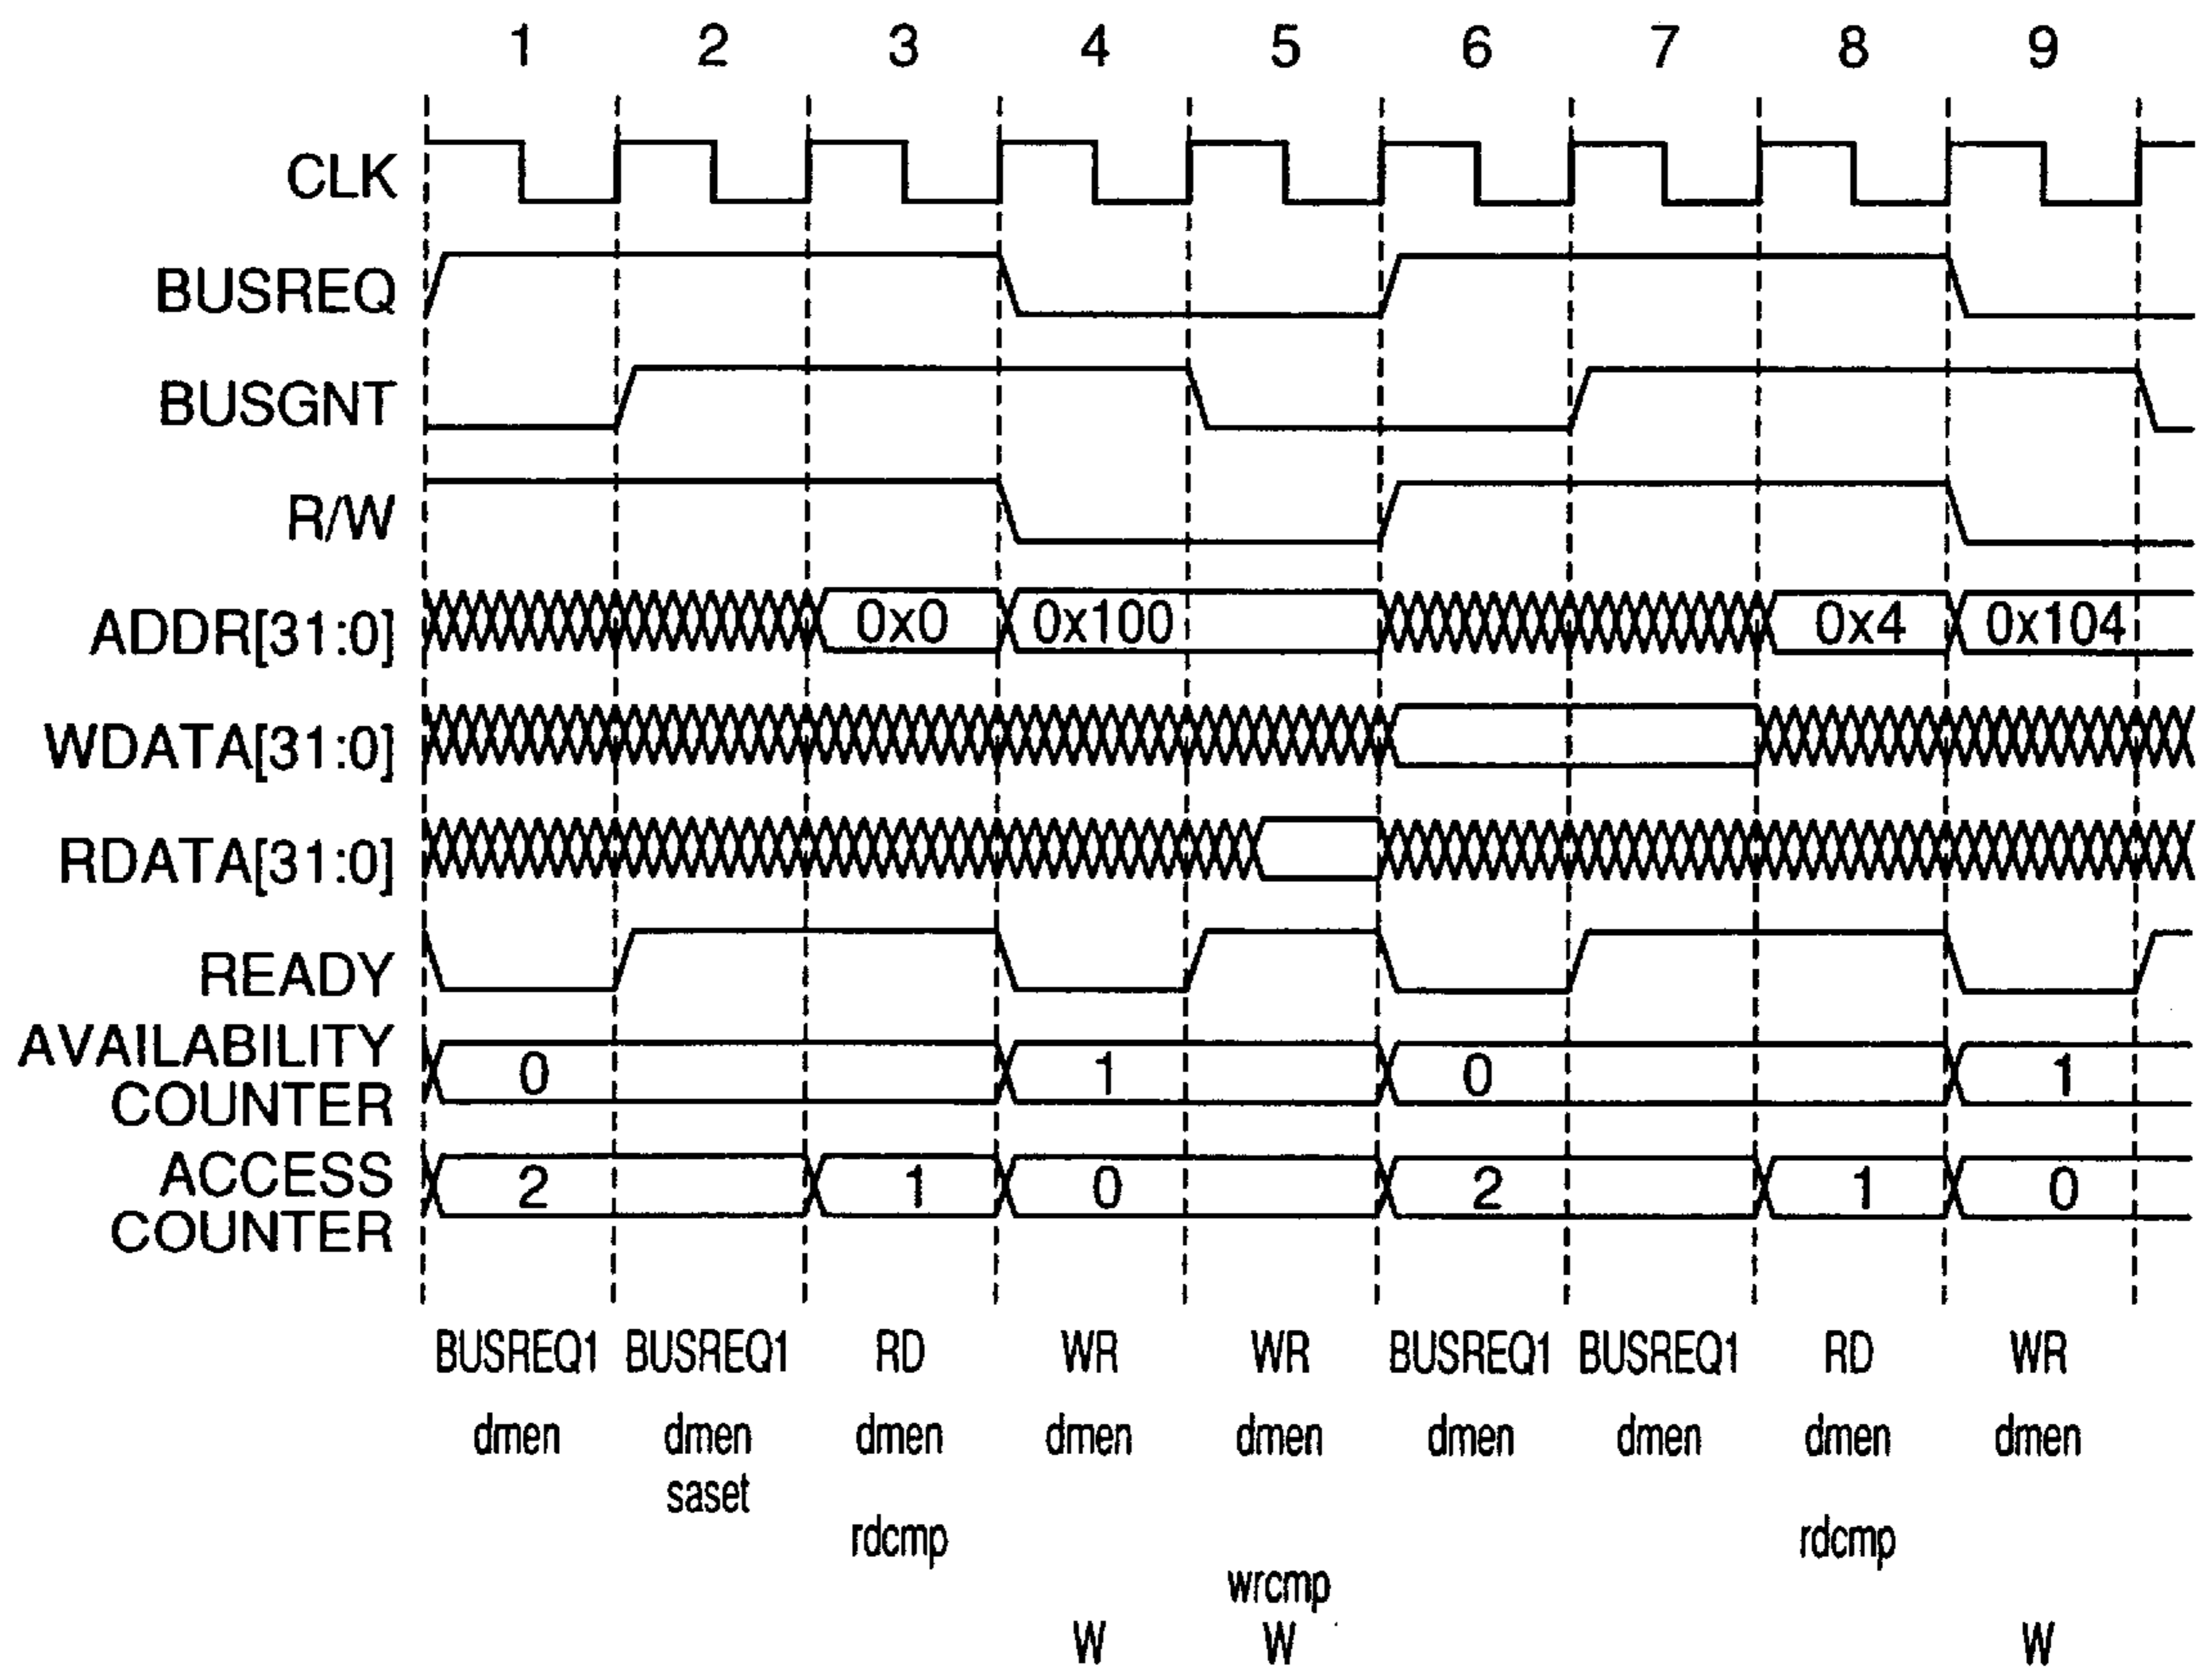 1 2 3 4 5 6 7 8 9
CLK
BUSREQ
BUSGNT
R/W
ADDR[31:0] 0x0 0x100 0x4 0x104
WDATA[31:0]
RDATA[31:0]
READY
AVAILABILITY
COUNTER 0 1 0 1
ACCESS
COUNTER 2 1 0 2 1 0
BUSREQ1 BUSREQ1 RD WR WR BUSREQ1 BUSREQ1 RD WR
dmen dmen dmen dmen dmen dmen dmen dmen dmen
saset
rdcmp rdcmp
wrcmp
W W W